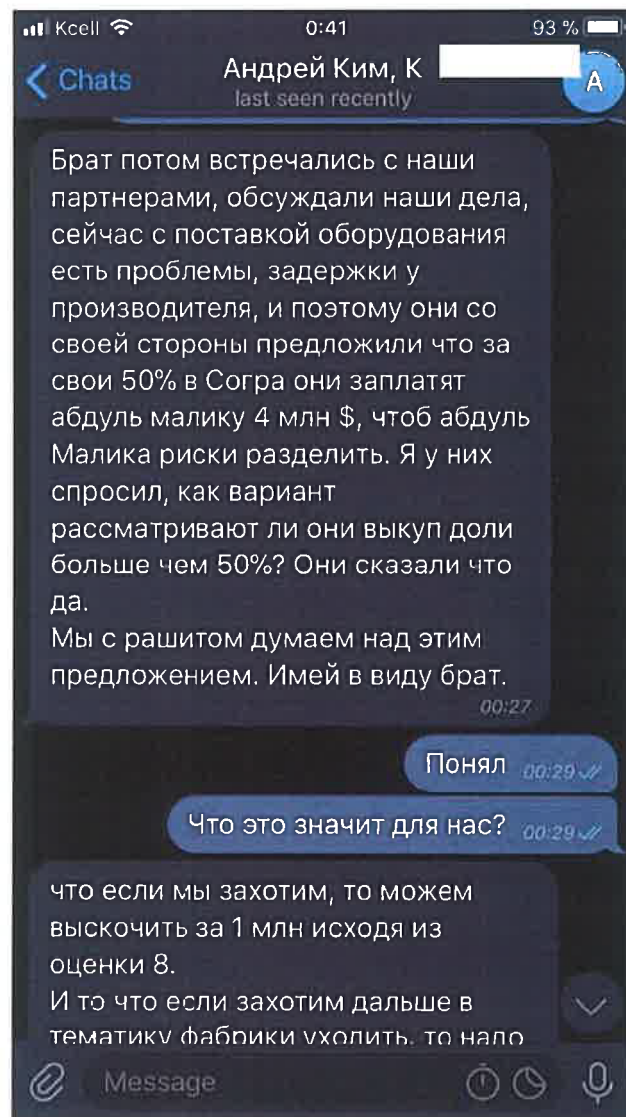 Kcell 0:41 93 %
Chats Андрей Ким, К А
last seen recently
Брат потом встречались с наши
партнерами, обсуждали наши дела,
сейчас с поставкой оборудования
есть проблемы, задержки у
производителя, и поэтому они со
своей стороны предложили что за
свои 50% в Согра они заплатят
абдуль малику 4 млн $, чтоб абдуль
Малика риски разделить. Я у них
спросил, как вариант
рассматривают ли они выкуп доли
больше чем 50%? Они сказали что
да.
Мы с рашитом думаем над этим
предложением. Имей в виду брат.
00:27
Понял 00:29
Что это значит для нас? 00:29
что если мы захотим, то можем
выскочить за 1 млн исходя из
оценки 8.
И то что если захотим дальше в
тематику фабрики уходить, то надо
Message